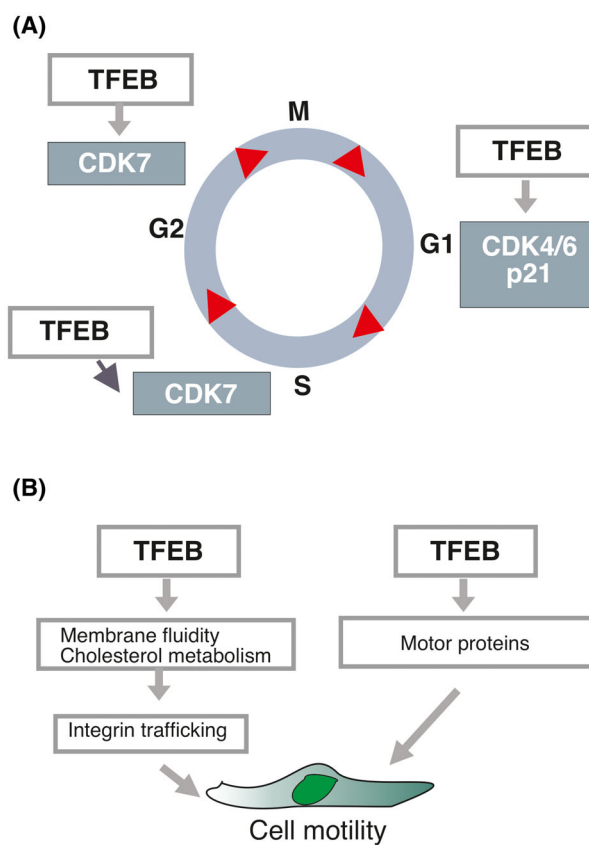 (A)
TFEB
CDK7
M
TFEB
G2
G1
CDK4/6
p21
TFEB
CDK7
S
(B)
TFEB
TFEB
Membrane fluidity
Cholesterol metabolism
Motor proteins
Integrin trafficking
Cell motility